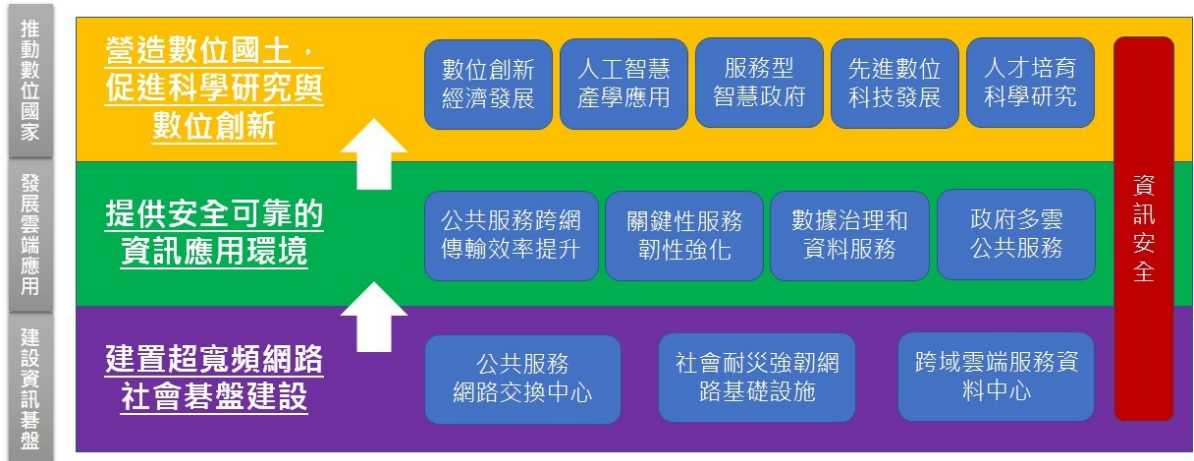 推動數位國家
營造數位國土，
促進科學研究與
數位創新
數位創新
經濟發展
人工智慧
產學應用
服務型
智慧政府
先進數位
科技發展
人才培育
科學研究
發展雲端應用
提供安全可靠的
資訊應用環境
公共服務跨網
傳輸效率提升
關鍵性服務
韌性強化
數據治理和
資料服務
政府多雲
公共服務
建設資訊碁盤
建置超寬頻網路
社會碁盤建設
公共服務
網路交換中心
社會耐災強韌網
路基礎設施
跨域雲端服務資
料中心
資訊安全